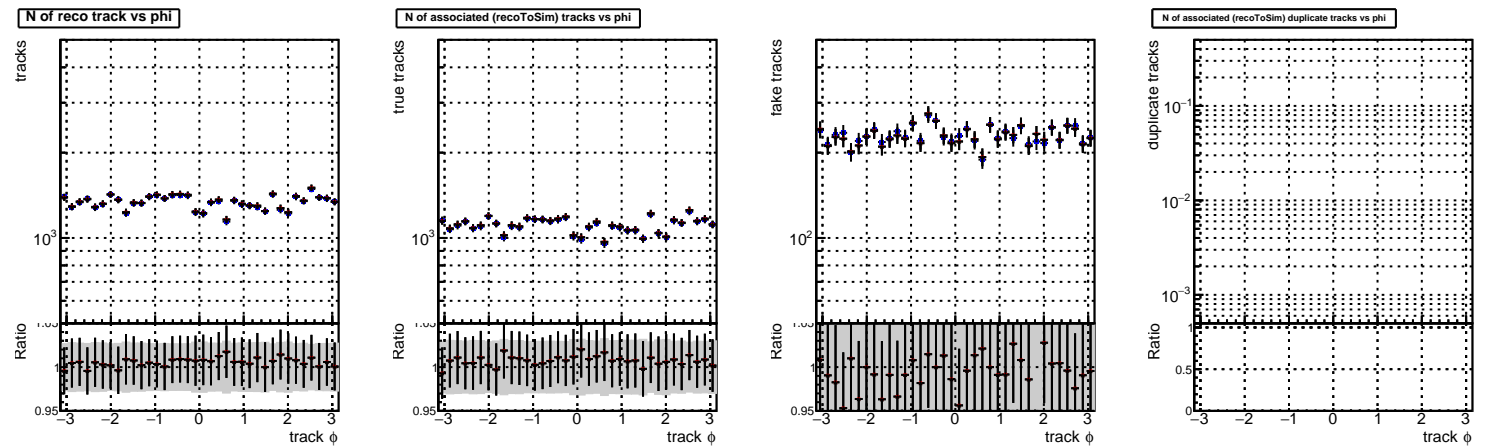 N of reco track vs phi
tracks
10³
Ratio
1.05
1
0.95
−3 −2 −1 0 1 2 3
track ϕ
N of associated (recoToSim) tracks vs phi
true tracks
10³
Ratio
1.05
1
0.95
−3 −2 −1 0 1 2 3
track ϕ
fake tracks
10²
Ratio
1.05
1
0.95
−3 −2 −1 0 1 2 3
track ϕ
N of associated (recoToSim) duplicate tracks vs phi
duplicate tracks
10⁻¹
10⁻²
10⁻³
Ratio
1
0.5
0
−3 −2 −1 0 1 2 3
track ϕ